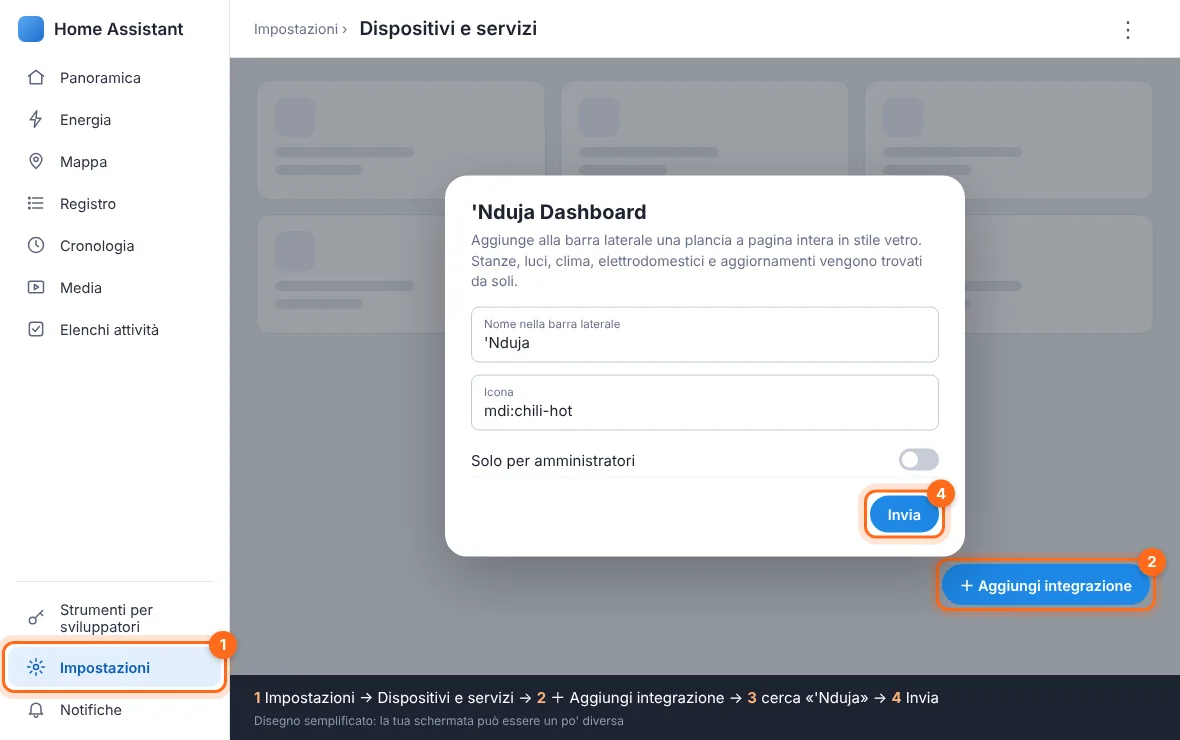 Home Assistant
Panoramica
Energia
Mappa
Registro
Cronologia
Media
Elenchi attività
Strumenti per
sviluppatori
Impostazioni
1
Notifiche
Impostazioni › Dispositivi e servizi
'Nduja Dashboard
Aggiunge alla barra laterale una plancia a pagina intera in stile vetro.
Stanze, luci, clima, elettrodomestici e aggiornamenti vengono trovati
da soli.
Nome nella barra laterale
'Nduja
Icona
mdi:chili-hot
Solo per amministratori
4
Invia
2
+ Aggiungi integrazione
1 Impostazioni → Dispositivi e servizi → 2 + Aggiungi integrazione → 3 cerca «'Nduja» → 4 Invia
Disegno semplificato: la tua schermata può essere un po' diversa